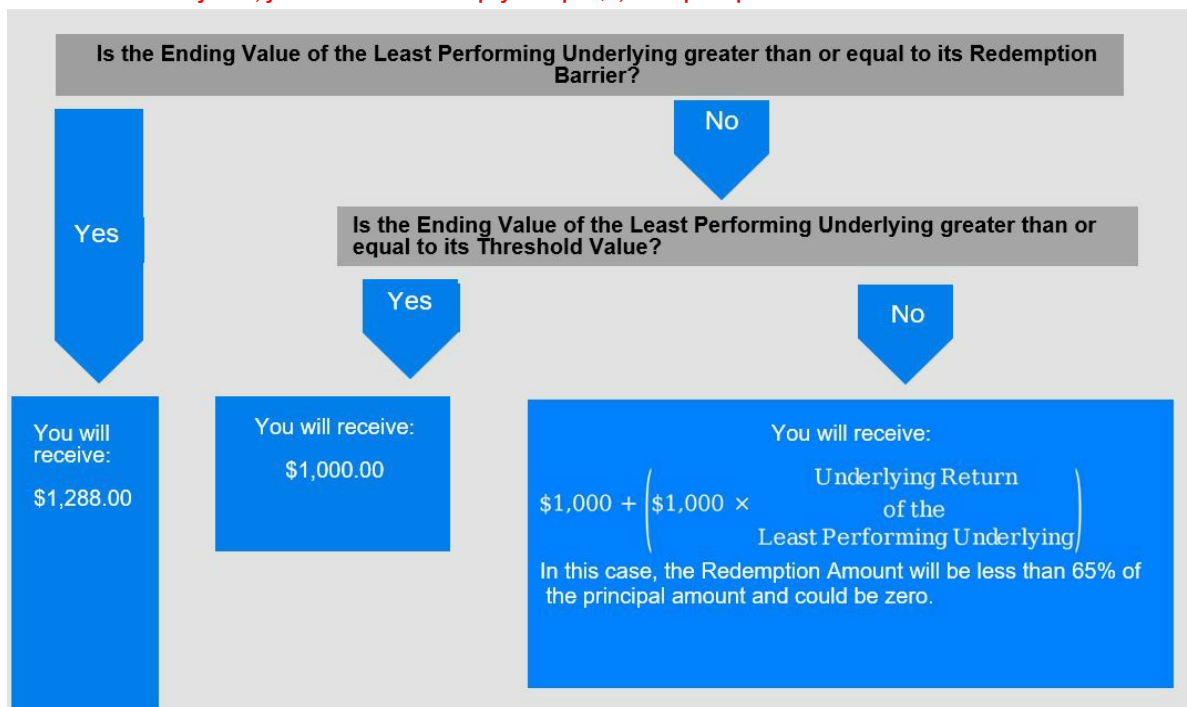 Is the Ending Value of the Least Performing Underlying greater than or equal to its Redemption
Barrier?
No
Yes
Is the Ending Value of the Least Performing Underlying greater than or
equal to its Threshold Value?
Yes
No
You will
receive:
$1,288.00
You will receive:
$1,000.00
You will receive:
$1,000 + ($1,000 × Underlying Return
of the
Least Performing Underlying)
In this case, the Redemption Amount will be less than 65% of
the principal amount and could be zero.